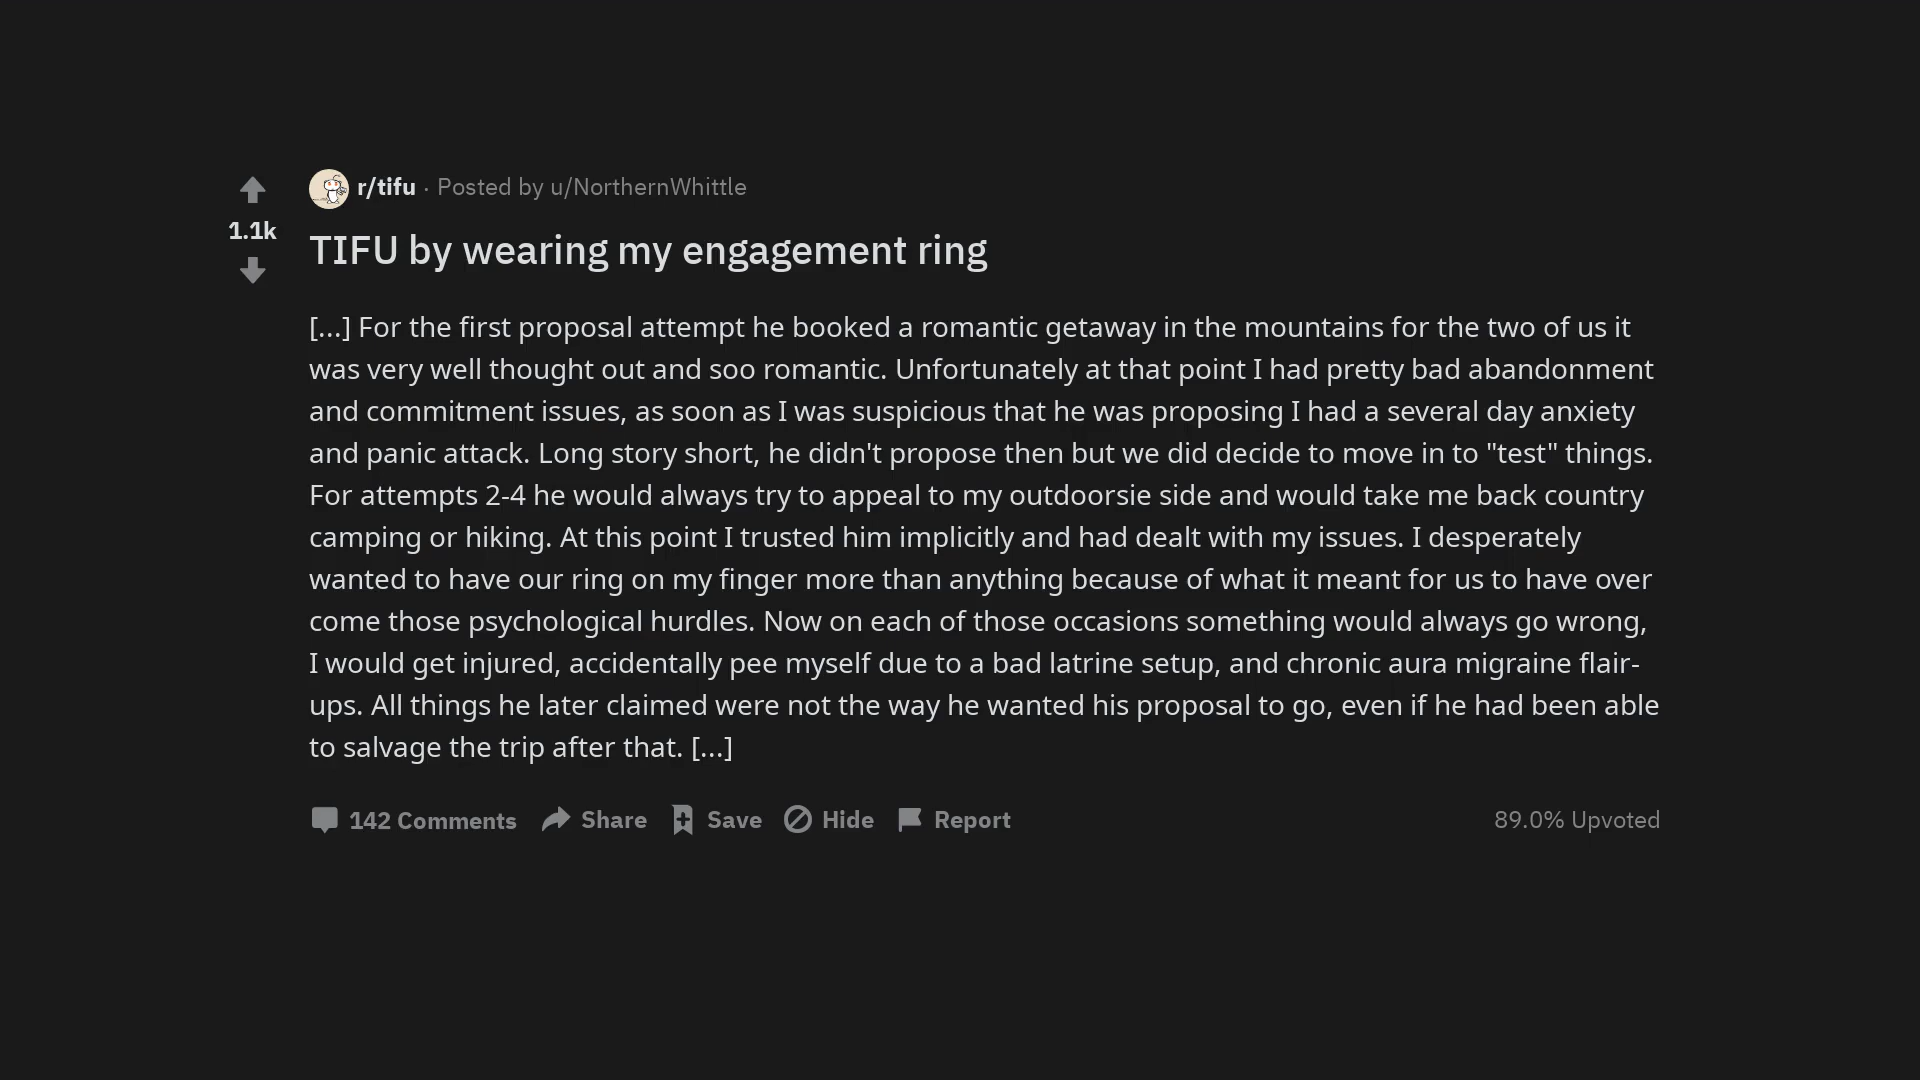 r/tifu · Posted by u/NorthernWhittle
1.1k
TIFU by wearing my engagement ring
[...] For the first proposal attempt he booked a romantic getaway in the mountains for the two of us it
was very well thought out and soo romantic. Unfortunately at that point I had pretty bad abandonment
and commitment issues, as soon as I was suspicious that he was proposing I had a several day anxiety
and panic attack. Long story short, he didn't propose then but we did decide to move in to "test" things.
For attempts 2-4 he would always try to appeal to my outdoorsie side and would take me back country
camping or hiking. At this point I trusted him implicitly and had dealt with my issues. I desperately
wanted to have our ring on my finger more than anything because of what it meant for us to have over
come those psychological hurdles. Now on each of those occasions something would always go wrong,
I would get injured, accidentally pee myself due to a bad latrine setup, and chronic aura migraine flair-
ups. All things he later claimed were not the way he wanted his proposal to go, even if he had been able
to salvage the trip after that. [...]
142 Comments Share Save Hide Report 89.0% Upvoted